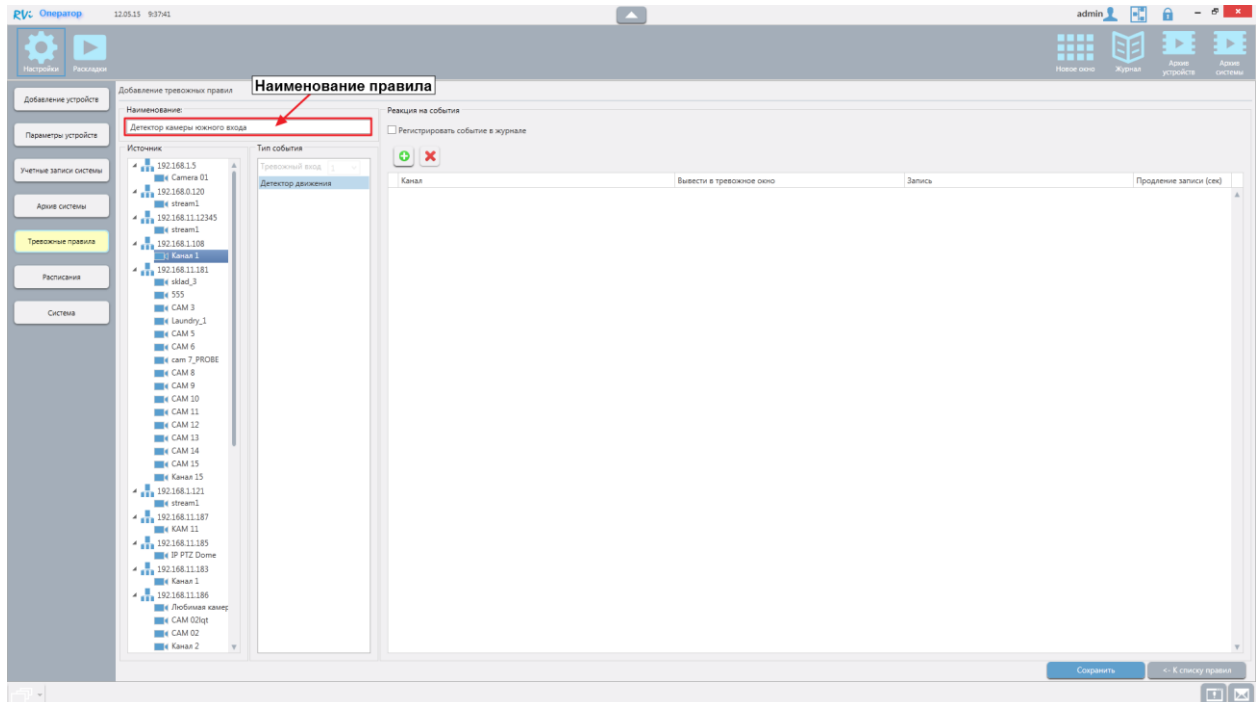 RVi Оператор 12.05.15 9:37:41 admin
Настройки Раскладки Новое окно Журнал Архив устройств Архив системы
Добавление устройств
Параметры устройств
Учетные записи системы
Архив системы
Тревожные правила
Расписания
Система
Добавление тревожных правил
Наименование правила
Наименование:
Детектор камеры южного входа
Источник
192.168.1.5
Camera 01
192.168.0.120
stream1
192.168.11.12345
stream1
192.168.1.108
Канал 1
192.168.11.181
sklad_3
555
CAM 3
Laundry_1
CAM 5
CAM 6
cam 7_PROBE
CAM 8
CAM 9
CAM 10
CAM 11
CAM 12
CAM 13
CAM 14
CAM 15
Канал 15
192.168.1.121
stream1
192.168.11.187
KAM 11
192.168.11.185
IP PTZ Dome
192.168.11.183
Канал 1
192.168.11.186
Любимая камер
CAM 02lqt
CAM 02
Канал 2
Тип события
Тревожный вход 1
Детектор движения
Реакция на события
Регистрировать событие в журнале
Канал Вывести в тревожное окно Запись Продление записи (сек)
Сохранить <- К списку правил